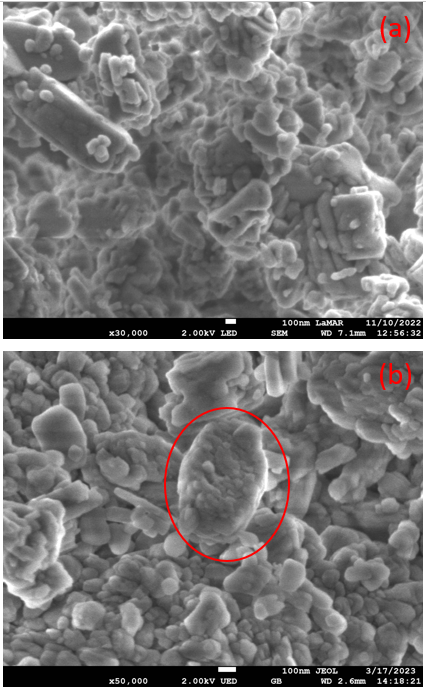 (a)
100nm LaMAR 11/10/2022
x30,000 2.00kV LED SEM WD 7.1mm 12:56:32
(b)
100nm JEOL 3/17/2023
x50,000 2.00kV UED GB WD 2.6mm 14:18:21